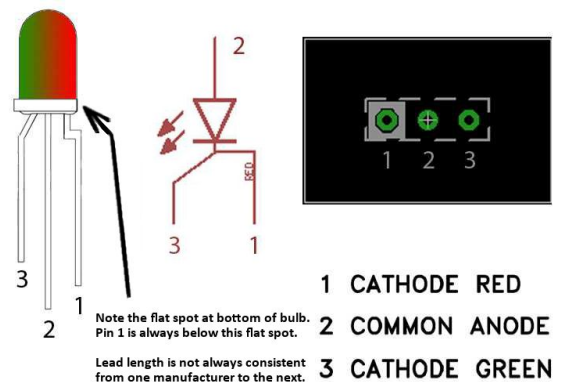 2
RED
3 1
1 2 3
3
2
1
Note the flat spot at bottom of bulb.
Pin 1 is always below this flat spot.
Lead length is not always consistent
from one manufacturer to the next.
1 CATHODE RED
2 COMMON ANODE
3 CATHODE GREEN